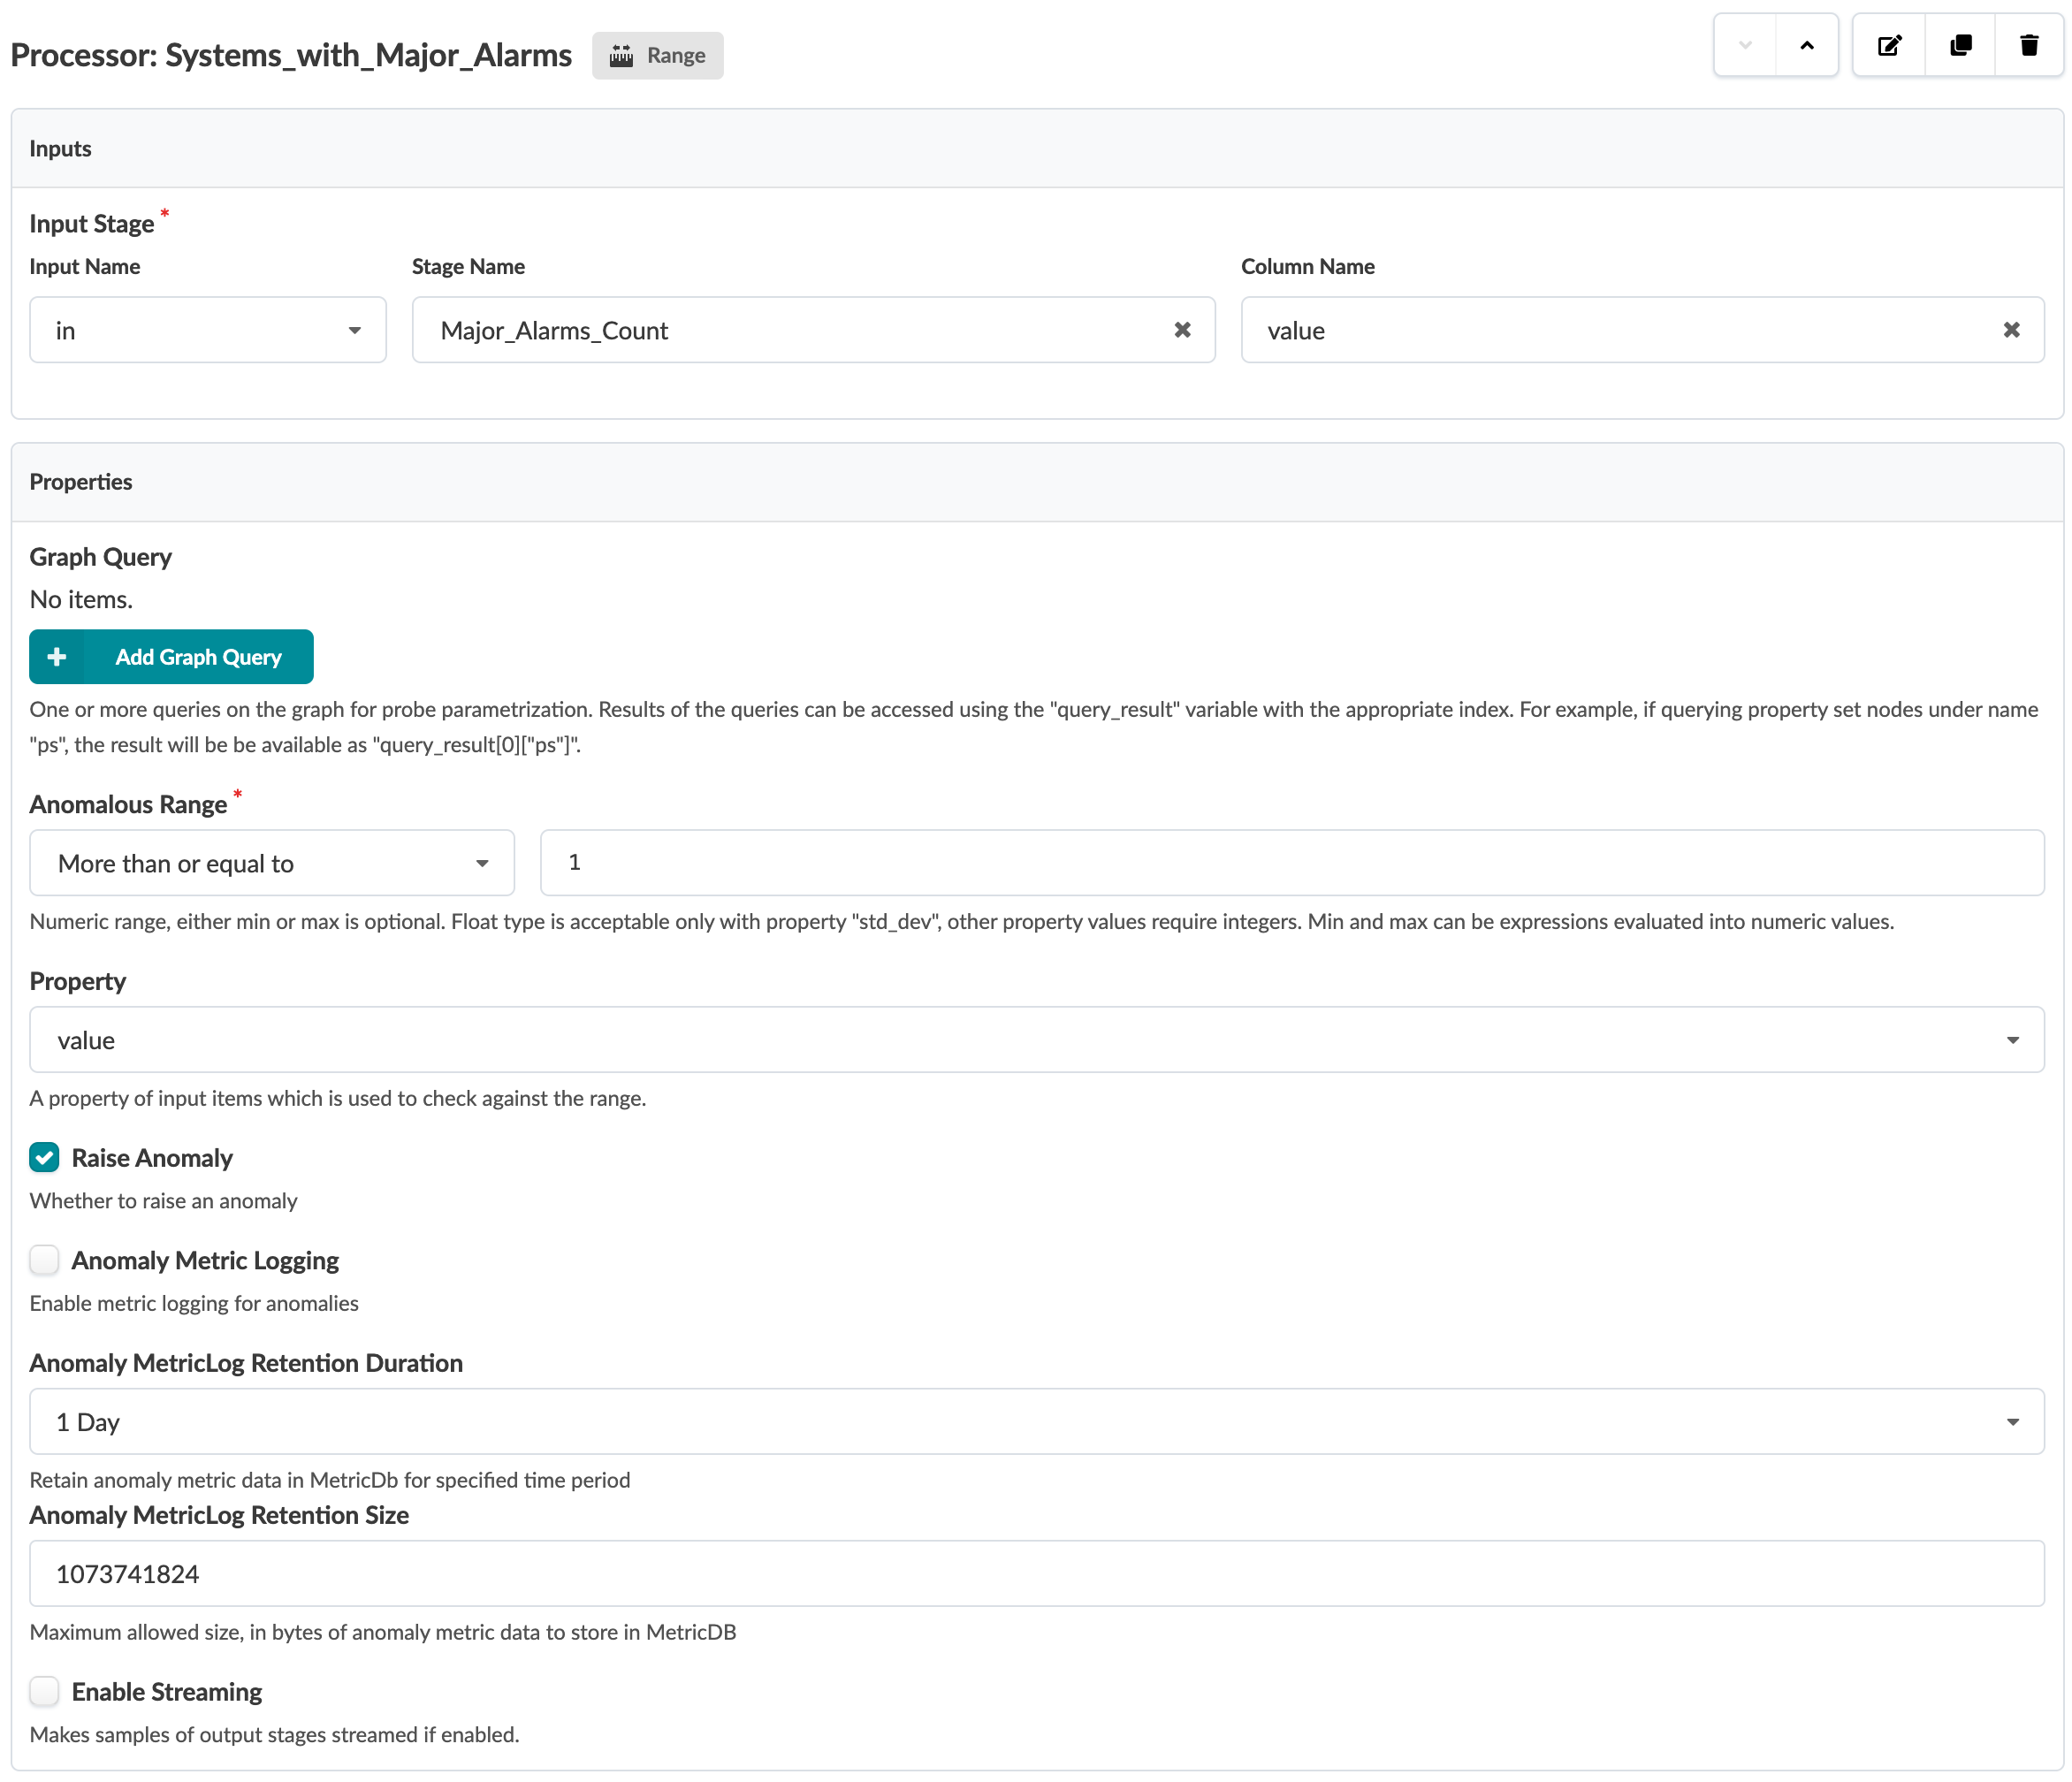 Processor: Systems_with_Major_Alarms
Range
Inputs
Input Stage *
Input Name
Stage Name
Column Name
in
Major_Alarms_Count
value
Properties
Graph Query
No items.
Add Graph Query
One or more queries on the graph for probe parametrization. Results of the queries can be accessed using the "query_result" variable with the appropriate index. For example, if querying property set nodes under name
"ps", the result will be be available as "query_result[0]["ps"]".
Anomalous Range *
More than or equal to
1
Numeric range, either min or max is optional. Float type is acceptable only with property "std_dev", other property values require integers. Min and max can be expressions evaluated into numeric values.
Property
value
A property of input items which is used to check against the range.
Raise Anomaly
Whether to raise an anomaly
Anomaly Metric Logging
Enable metric logging for anomalies
Anomaly MetricLog Retention Duration
1 Day
Retain anomaly metric data in MetricDb for specified time period
Anomaly MetricLog Retention Size
1073741824
Maximum allowed size, in bytes of anomaly metric data to store in MetricDB
Enable Streaming
Makes samples of output stages streamed if enabled.